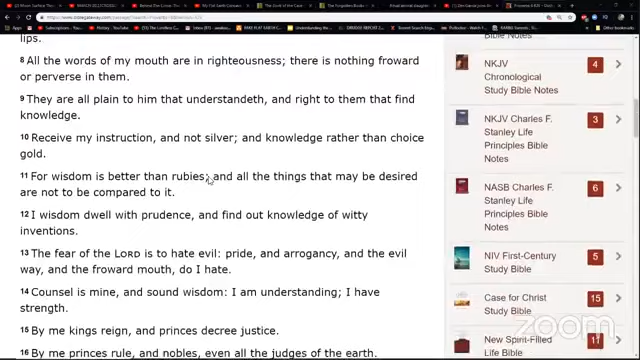 lips.
8 All the words of my mouth are in righteousness; there is nothing froward
or perverse in them.
9 They are all plain to him that understandeth, and right to them that find
knowledge.
10 Receive my instruction, and not silver; and knowledge rather than choice
gold.
11 For wisdom is better than rubies; and all the things that may be desired
are not to be compared to it.
12 I wisdom dwell with prudence, and find out knowledge of witty
inventions.
13 The fear of the LORD is to hate evil: pride, and arrogancy, and the evil
way, and the froward mouth, do I hate.
14 Counsel is mine, and sound wisdom: I am understanding; I have
strength.
15 By me kings reign, and princes decree justice.
16 By me princes rule, and nobles, even all the judges of the earth.
Bible Notes
NKJV
Chronological
Study Bible Notes
4
NKJV Charles F.
Stanley Life
Principles Bible
Notes
3
NASB Charles F.
Stanley Life
Principles Bible
Notes
6
NIV First-Century
Study Bible
5
Case for Christ
Study Bible
15
New Spirit-Filled
Life Bible
11
zoom